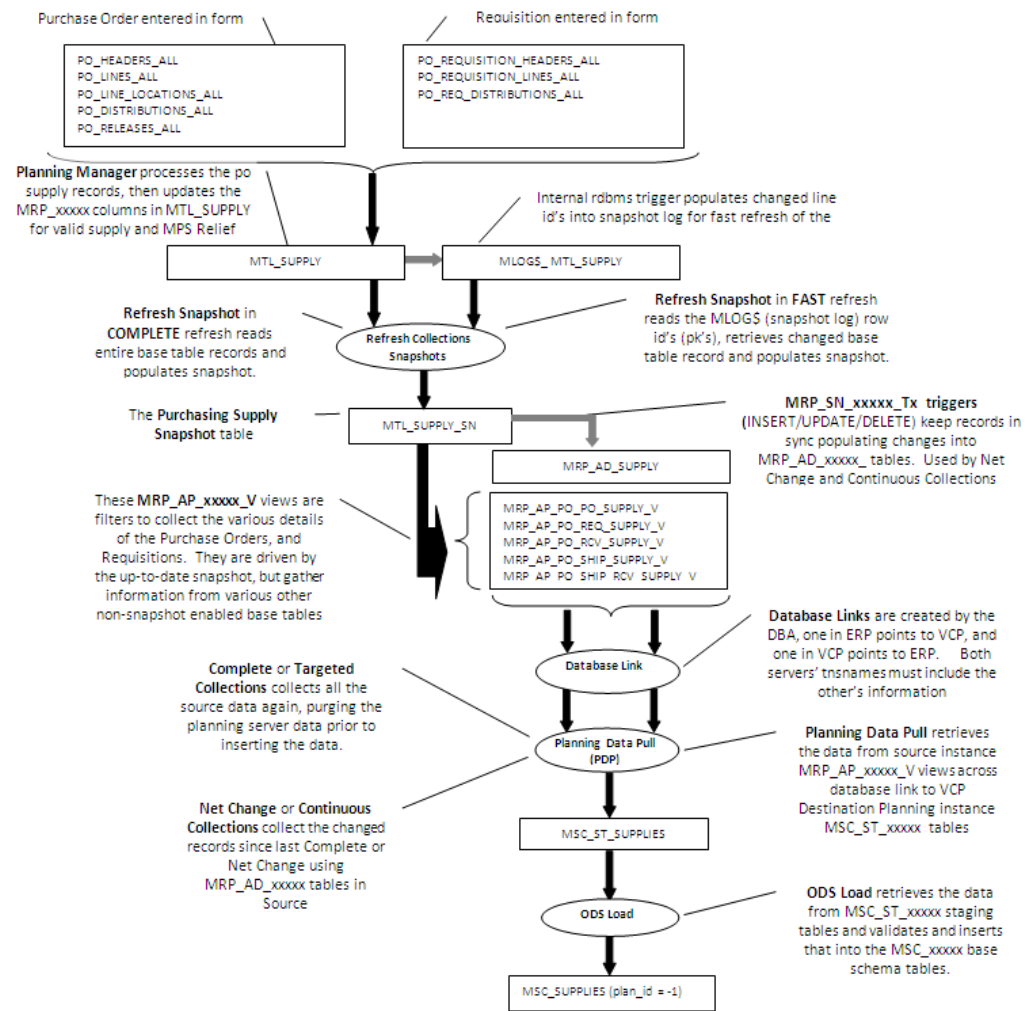 Purchase Order entered in form
Requisition entered in form
PO_HEADERS_ALL
PO_LINES_ALL
PO_LINE_LOCATIONS_ALL
PO_DISTRIBUTIONS_ALL
PO_RELEASES_ALL
PO_REQUISITION_HEADERS_ALL
PO_REQUISITION_LINES_ALL
PO_REQ_DISTRIBUTIONS_ALL
Planning Manager processes the po
supply records, then updates the
MRP_xxxxx columns in MTL_SUPPLY
for valid supply and MPS Relief
Internal rdbms trigger populates changed line
id's into snapshot log for fast refresh of the
MTL_SUPPLY
MLOG$_ MTL_SUPPLY
Refresh Snapshot in
COMPLETE refresh reads
entire base table records and
populates snapshot.
Refresh Collections
Snapshots
Refresh Snapshot in FAST refresh
reads the MLOG$ (snapshot log) row
id's (pk's), retrieves changed base
table record and populates snapshot.
The Purchasing Supply
Snapshot table
MTL_SUPPLY_SN
MRP_SN_xxxxx_Tx triggers
(INSERT/UPDATE/DELETE) keep records in
sync populating changes into
MRP_AD_xxxxx_ tables. Used by Net
Change and Continuous Collections
MRP_AD_SUPPLY
These MRP_AP_xxxxx_V views are
filters to collect the various details
of the Purchase Orders, and
Requisitions. They are driven by
the up-to-date snapshot, but gather
information from various other
non-snapshot enabled base tables
MRP_AP_PO_PO_SUPPLY_V
MRP_AP_PO_REQ_SUPPLY_V
MRP_AP_PO_RCV_SUPPLY_V
MRP_AP_PO_SHIP_SUPPLY_V
MRP_AP_PO_SHIP_RCV_SUPPLY_V
Database Link
Database Links are created by the
DBA, one in ERP points to VCP, and
one in VCP points to ERP. Both
servers' tnsnames must include the
other's information
Complete or Targeted
Collections collects all the
source data again, purging the
planning server data prior to
inserting the data.
Planning Data Pull
(PDP)
Planning Data Pull retrieves
the data from source instance
MRP_AP_xxxxx_V views across
database link to VCP
Destination Planning instance
MSC_ST_xxxxx tables
Net Change or Continuous
Collections collect the changed
records since last Complete or
Net Change using
MRP_AD_xxxxx tables in
Source
MSC_ST_SUPPLIES
ODS Load
ODS Load retrieves the data
from MSC_ST_xxxxx staging
tables and validates and inserts
that into the MSC_xxxxx base
schema tables.
MSC_SUPPLIES (plan_id = -1)